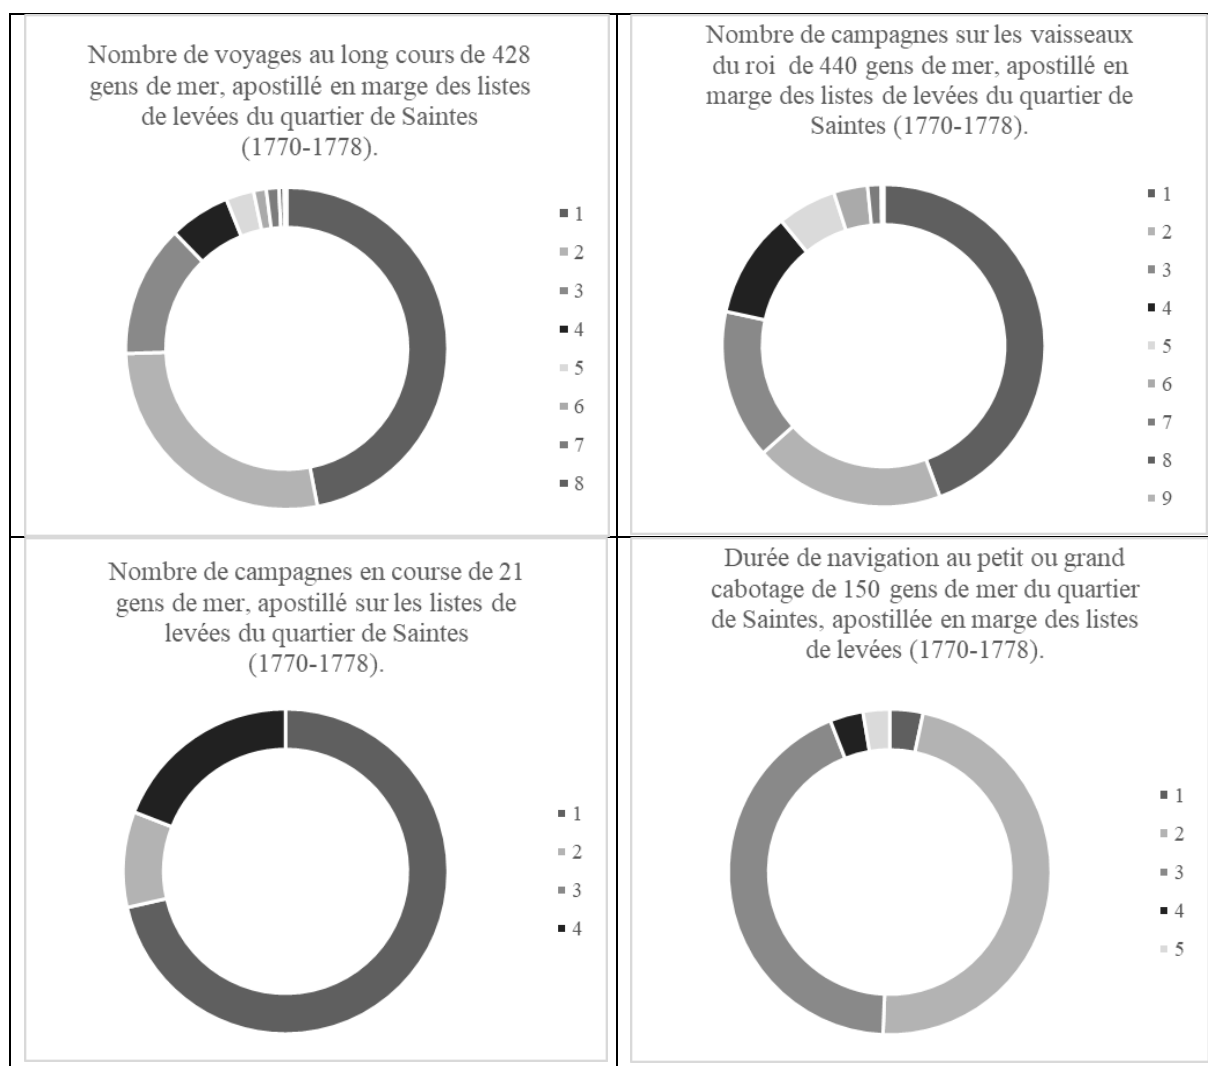 Nombre de voyages au long cours de 428
gens de mer, apostillé en marge des listes
de levées du quartier de Saintes
(1770-1778).
1
2
3
4
5
6
7
8
Nombre de campagnes sur les vaisseaux
du roi de 440 gens de mer, apostillé en
marge des listes de levées du quartier de
Saintes (1770-1778).
1
2
3
4
5
6
7
8
9
Nombre de campagnes en course de 21
gens de mer, apostillé sur les listes de
levées du quartier de Saintes
(1770-1778).
1
2
3
4
Durée de navigation au petit ou grand
cabotage de 150 gens de mer du quartier
de Saintes, apostillée en marge des listes
de levées (1770-1778).
1
2
3
4
5